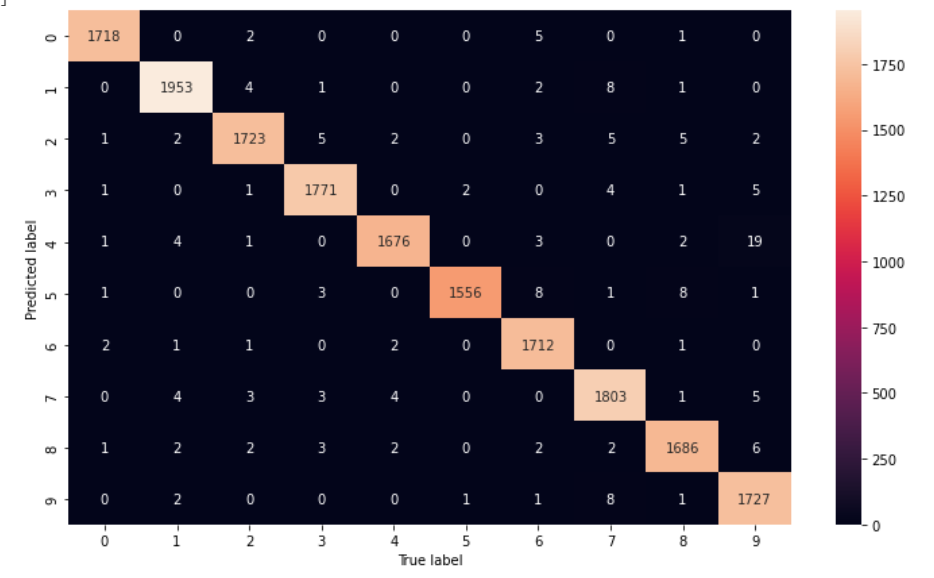 ]
0 1718 0 2 0 0 0 5 0 1 0
1 0 1953 4 1 0 0 2 8 1 0
2 1 2 1723 5 2 0 3 5 5 2
3 1 0 1 1771 0 2 0 4 1 5
4 1 4 1 0 1676 0 3 0 2 19
5 1 0 0 3 0 1556 8 1 8 1
6 2 1 1 0 2 0 1712 0 1 0
7 0 4 3 3 4 0 0 1803 1 5
8 1 2 2 3 2 0 2 2 1686 6
9 0 2 0 0 0 1 1 8 1 1727
0 1 2 3 4 5 6 7 8 9
Predicted label
True label
1750
1500
1250
1000
750
500
250
0